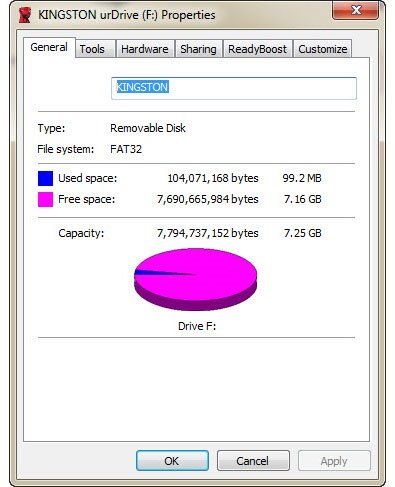 KINGSTON urDrive (F:) Properties
General Tools Hardware Sharing ReadyBoost Customize
KINGSTON
Type: Removable Disk
File system: FAT32
Used space: 104,071,168 bytes 99.2 MB
Free space: 7,690,665,984 bytes 7.16 GB
Capacity: 7,794,737,152 bytes 7.25 GB
Drive F:
OK Cancel Apply